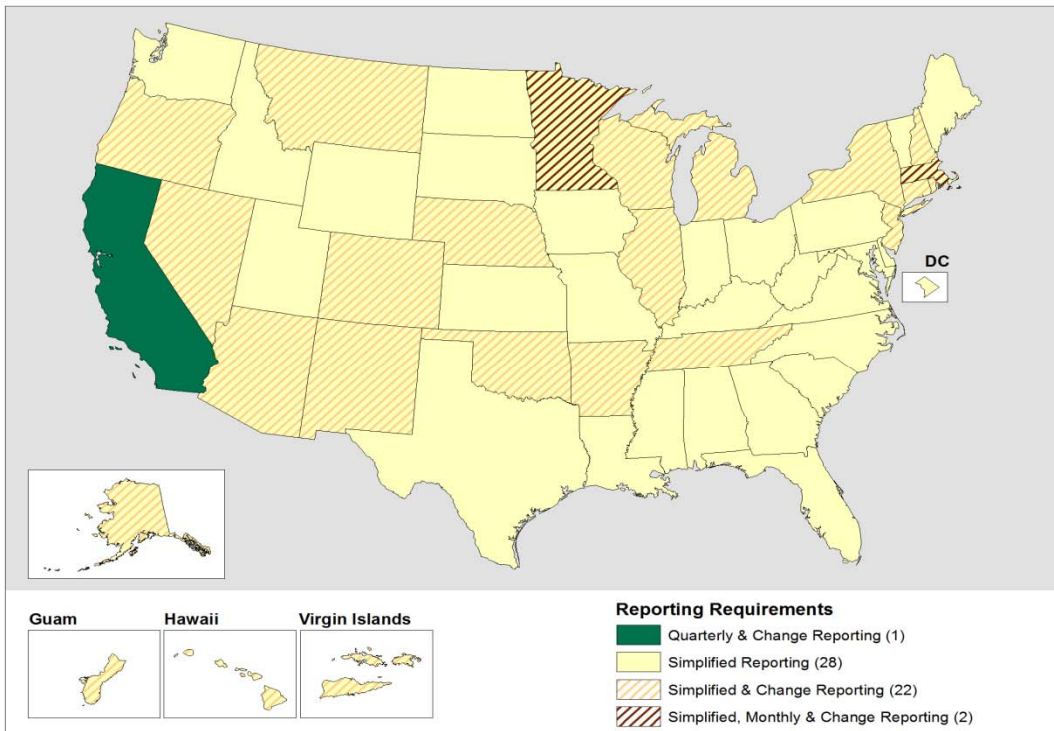 DC
Guam
Hawaii
Virgin Islands
Reporting Requirements
Quarterly & Change Reporting (1)
Simplified Reporting (28)
Simplified & Change Reporting (22)
Simplified, Monthly & Change Reporting (2)